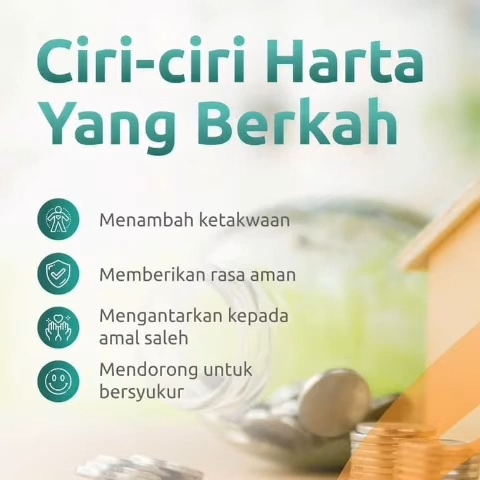 Ciri-ciri Harta
Yang Berkah
Menambah ketakwaan
Memberikan rasa aman
Mengantarkan kepada
amal saleh
Mendorong untuk
bersyukur